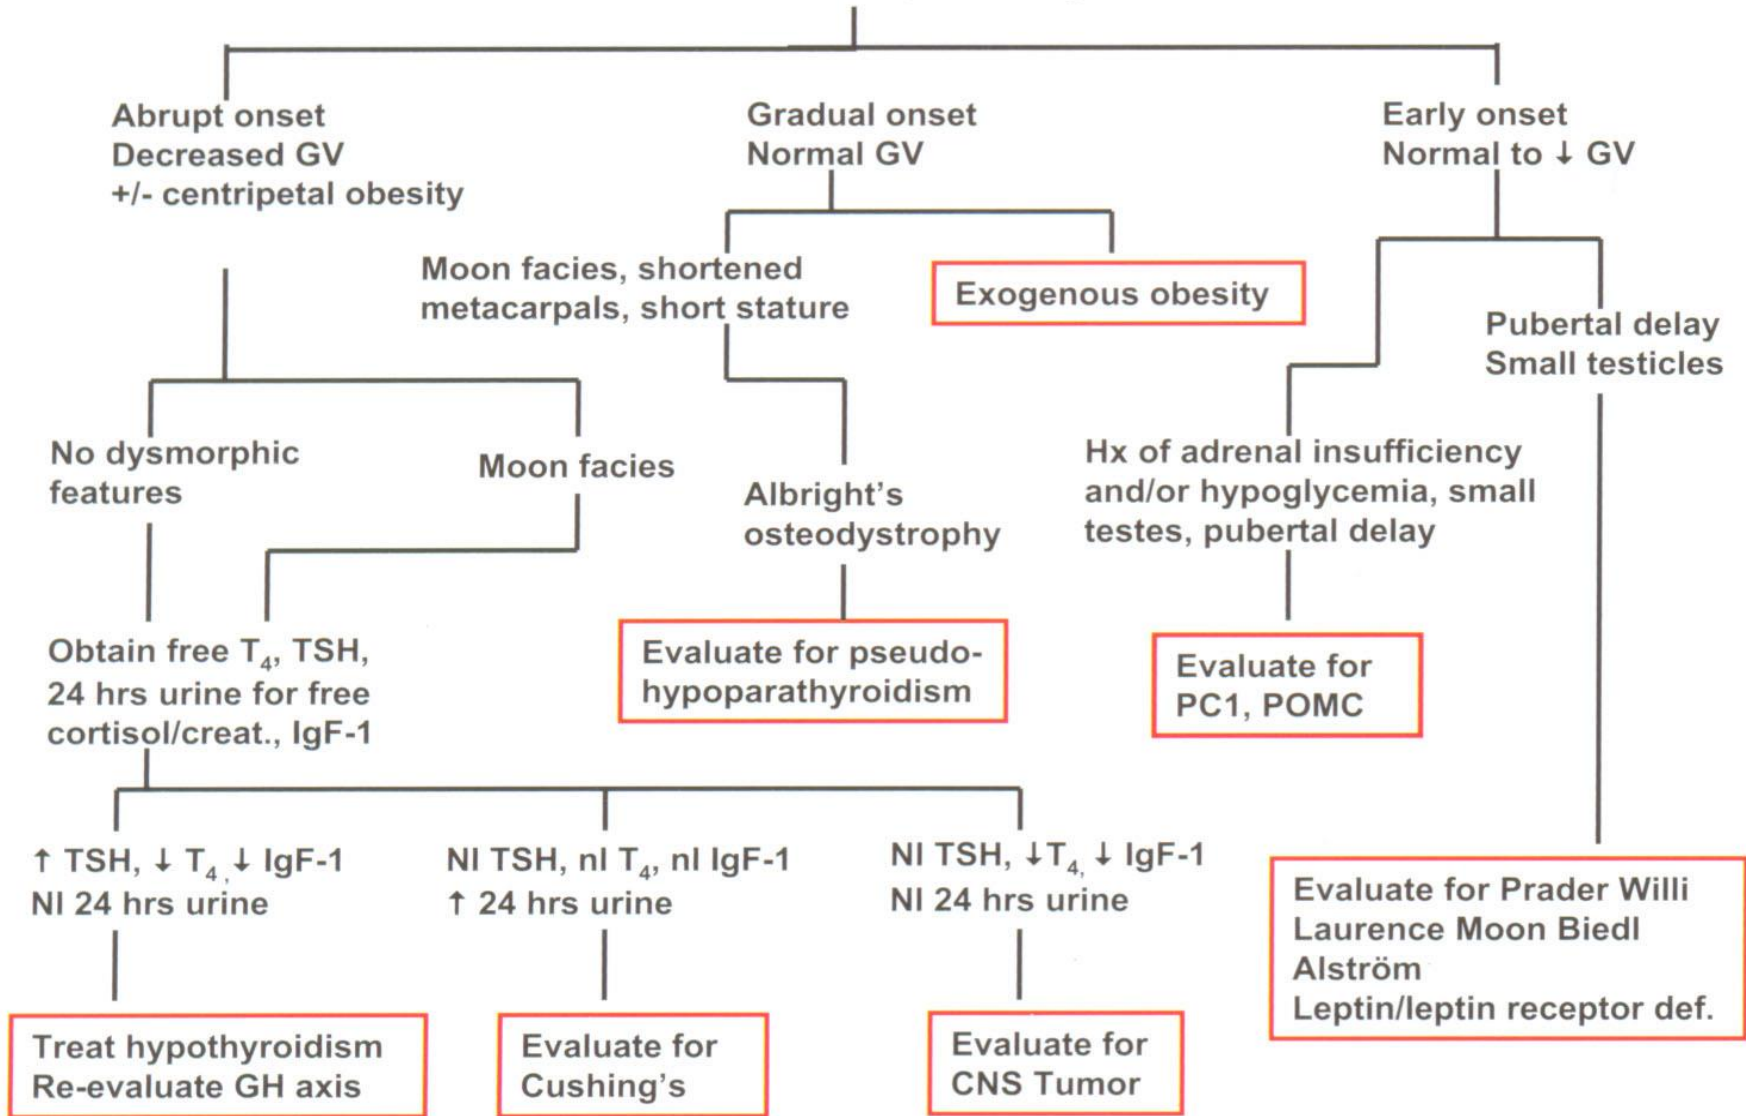 Abrupt onset
Decreased GV
+/- centripetal obesity
Gradual onset
Normal GV
Early onset
Normal to ↓ GV
Moon facies, shortened
metacarpals, short stature
Exogenous obesity
Pubertal delay
Small testicles
No dysmorphic
features
Moon facies
Albright's
osteodystrophy
Hx of adrenal insufficiency
and/or hypoglycemia, small
testes, pubertal delay
Obtain free T₄, TSH,
24 hrs urine for free
cortisol/creat., IgF-1
Evaluate for pseudo-
hypoparathyroidism
Evaluate for
PC1, POMC
↑ TSH, ↓ T₄, ↓ IgF-1
Nl 24 hrs urine
Nl TSH, nl T₄, nl IgF-1
↑ 24 hrs urine
Nl TSH, ↓T₄, ↓ IgF-1
Nl 24 hrs urine
Evaluate for Prader Willi
Laurence Moon Biedl
Alström
Leptin/leptin receptor def.
Treat hypothyroidism
Re-evaluate GH axis
Evaluate for
Cushing's
Evaluate for
CNS Tumor